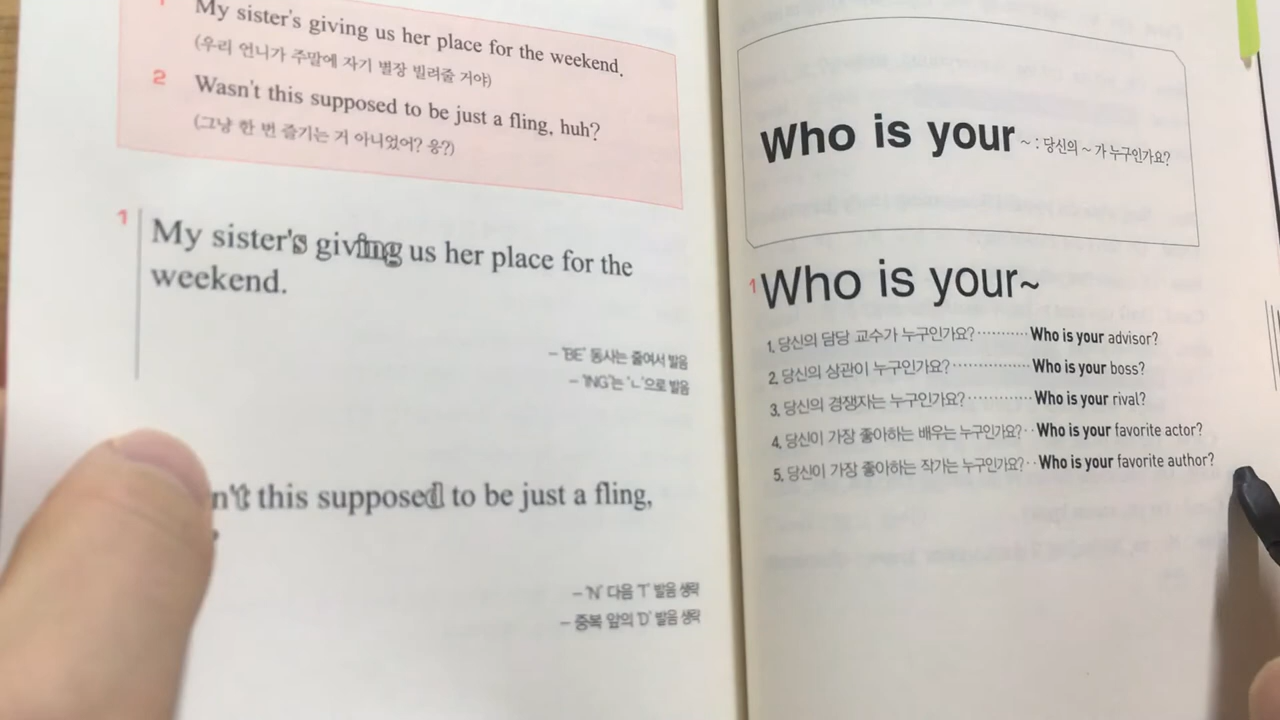 1 My sister's giving us her place for the weekend.
(우리 언니가 주말에 자기 별장 빌려줄 거야)
2 Wasn't this supposed to be just a fling, huh?
(그냥 한 번 즐기는 거 아니었어? 응?)
1 My sister's giving us her place for the
weekend.
– 'BE' 동사는 줄여서 발음
– 'ING'는 'ㄴ'으로 발음
n't this supposed to be just a fling,
– 'N' 다음 'T' 발음 생략
– 중복 앞의 'D' 발음 생략
Who is your ~ : 당신의 ~ 가 누구인가요?
1 Who is your~
1. 당신의 담당 교수가 누구인가요? ·········· Who is your advisor?
2. 당신의 상관이 누구인가요? ·············· Who is your boss?
3. 당신의 경쟁자는 누구인가요? ············ Who is your rival?
4. 당신이 가장 좋아하는 배우는 누구인가요? ·· Who is your favorite actor?
5. 당신이 가장 좋아하는 작가는 누구인가요? ·· Who is your favorite author?